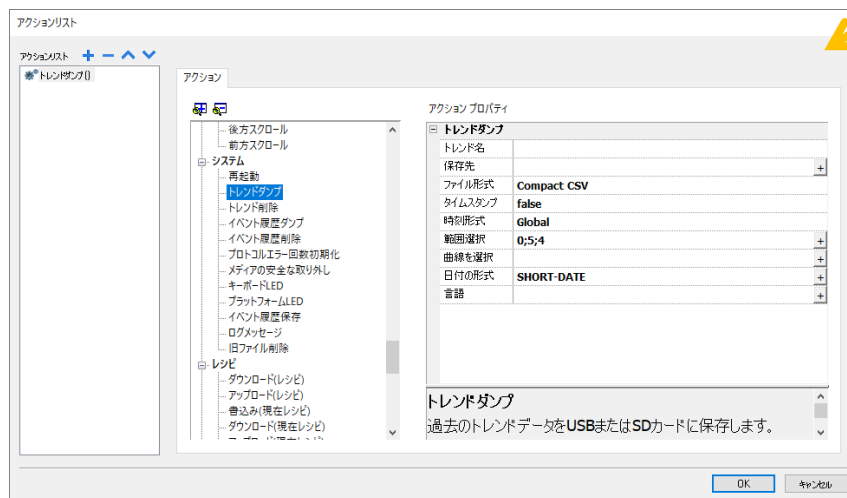 アクションリスト
アクションリスト
トレンドダンプ()
アクション
後方スクロール
前方スクロール
システム
再起動
トレンドダンプ
トレンド削除
イベント履歴ダンプ
イベント履歴削除
プロトコルエラー回数初期化
メディアの安全な取り外し
キーボードLED
プラットフォームLED
イベント履歴保存
ログメッセージ
旧ファイル削除
レシピ
ダウンロード(レシピ)
アップロード(レシピ)
書込み(現在レシピ)
ダウンロード(現在レシピ)
アクション プロパティ
トレンドダンプ
トレンド名
保存先
ファイル形式 Compact CSV
タイムスタンプ false
時刻形式 Global
範囲選択 0;5;4
曲線を選択
日付の形式 SHORT-DATE
言語
トレンドダンプ
過去のトレンドデータをUSBまたはSDカードに保存します。
OK キャンセル